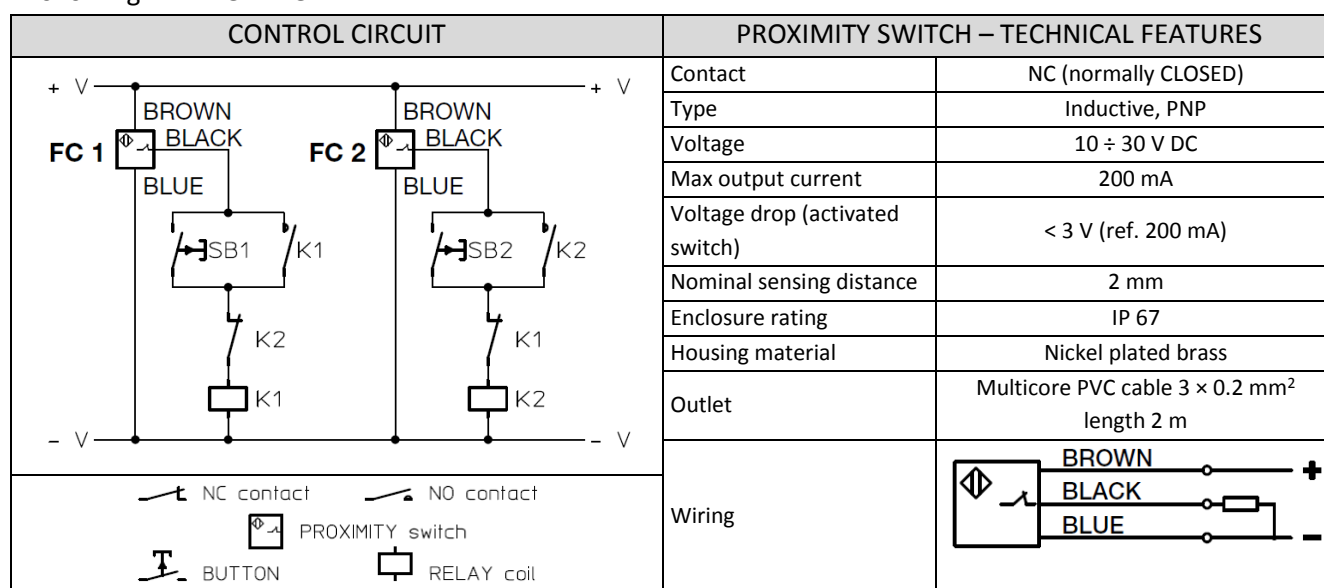 CONTROL CIRCUIT
PROXIMITY SWITCH – TECHNICAL FEATURES
+ V
+ V
BROWN
BROWN
FC 1
BLACK
FC 2
BLACK
BLUE
BLUE
SB1
K1
SB2
K2
K2
K1
K1
K2
– V
– V
NC contact
NO contact
PROXIMITY switch
BUTTON
RELAY coil
Contact
NC (normally CLOSED)
Type
Inductive, PNP
Voltage
10 ÷ 30 V DC
Max output current
200 mA
Voltage drop (activated
switch)
< 3 V (ref. 200 mA)
Nominal sensing distance
2 mm
Enclosure rating
IP 67
Housing material
Nickel plated brass
Outlet
Multicore PVC cable 3 × 0.2 mm²
length 2 m
Wiring
BROWN
+
BLACK
BLUE
–